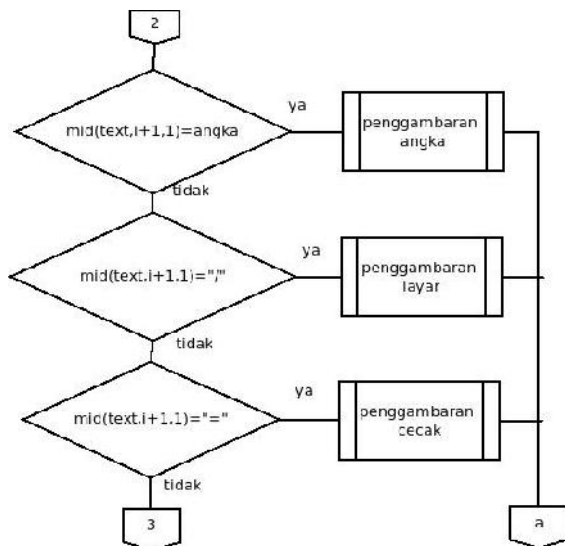 2
mid(text,i+1,1)=angka
ya
penggambaran
angka
tidak
mid(text.i+1.1)="/"
ya
penggambaran
layar
tidak
mid(text.i+1.1)="="
ya
penggambaran
cecak
tidak
3
a